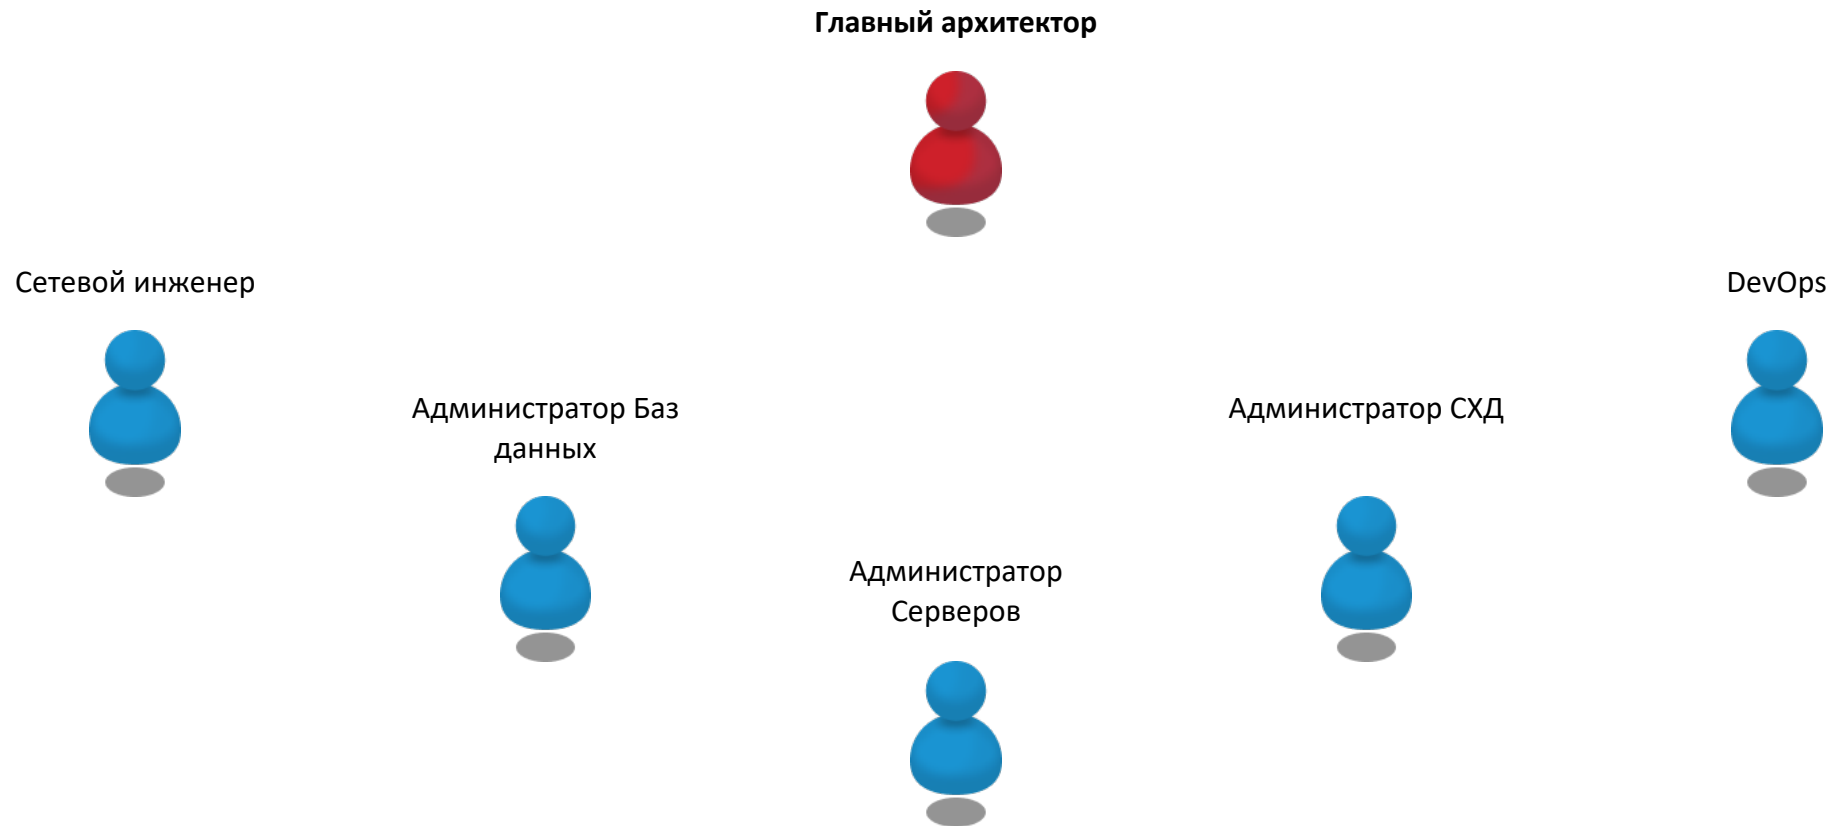 Главный архитектор
Сетевой инженер
DevOps
Администратор Баз
данных
Администратор СХД
Администратор
Серверов